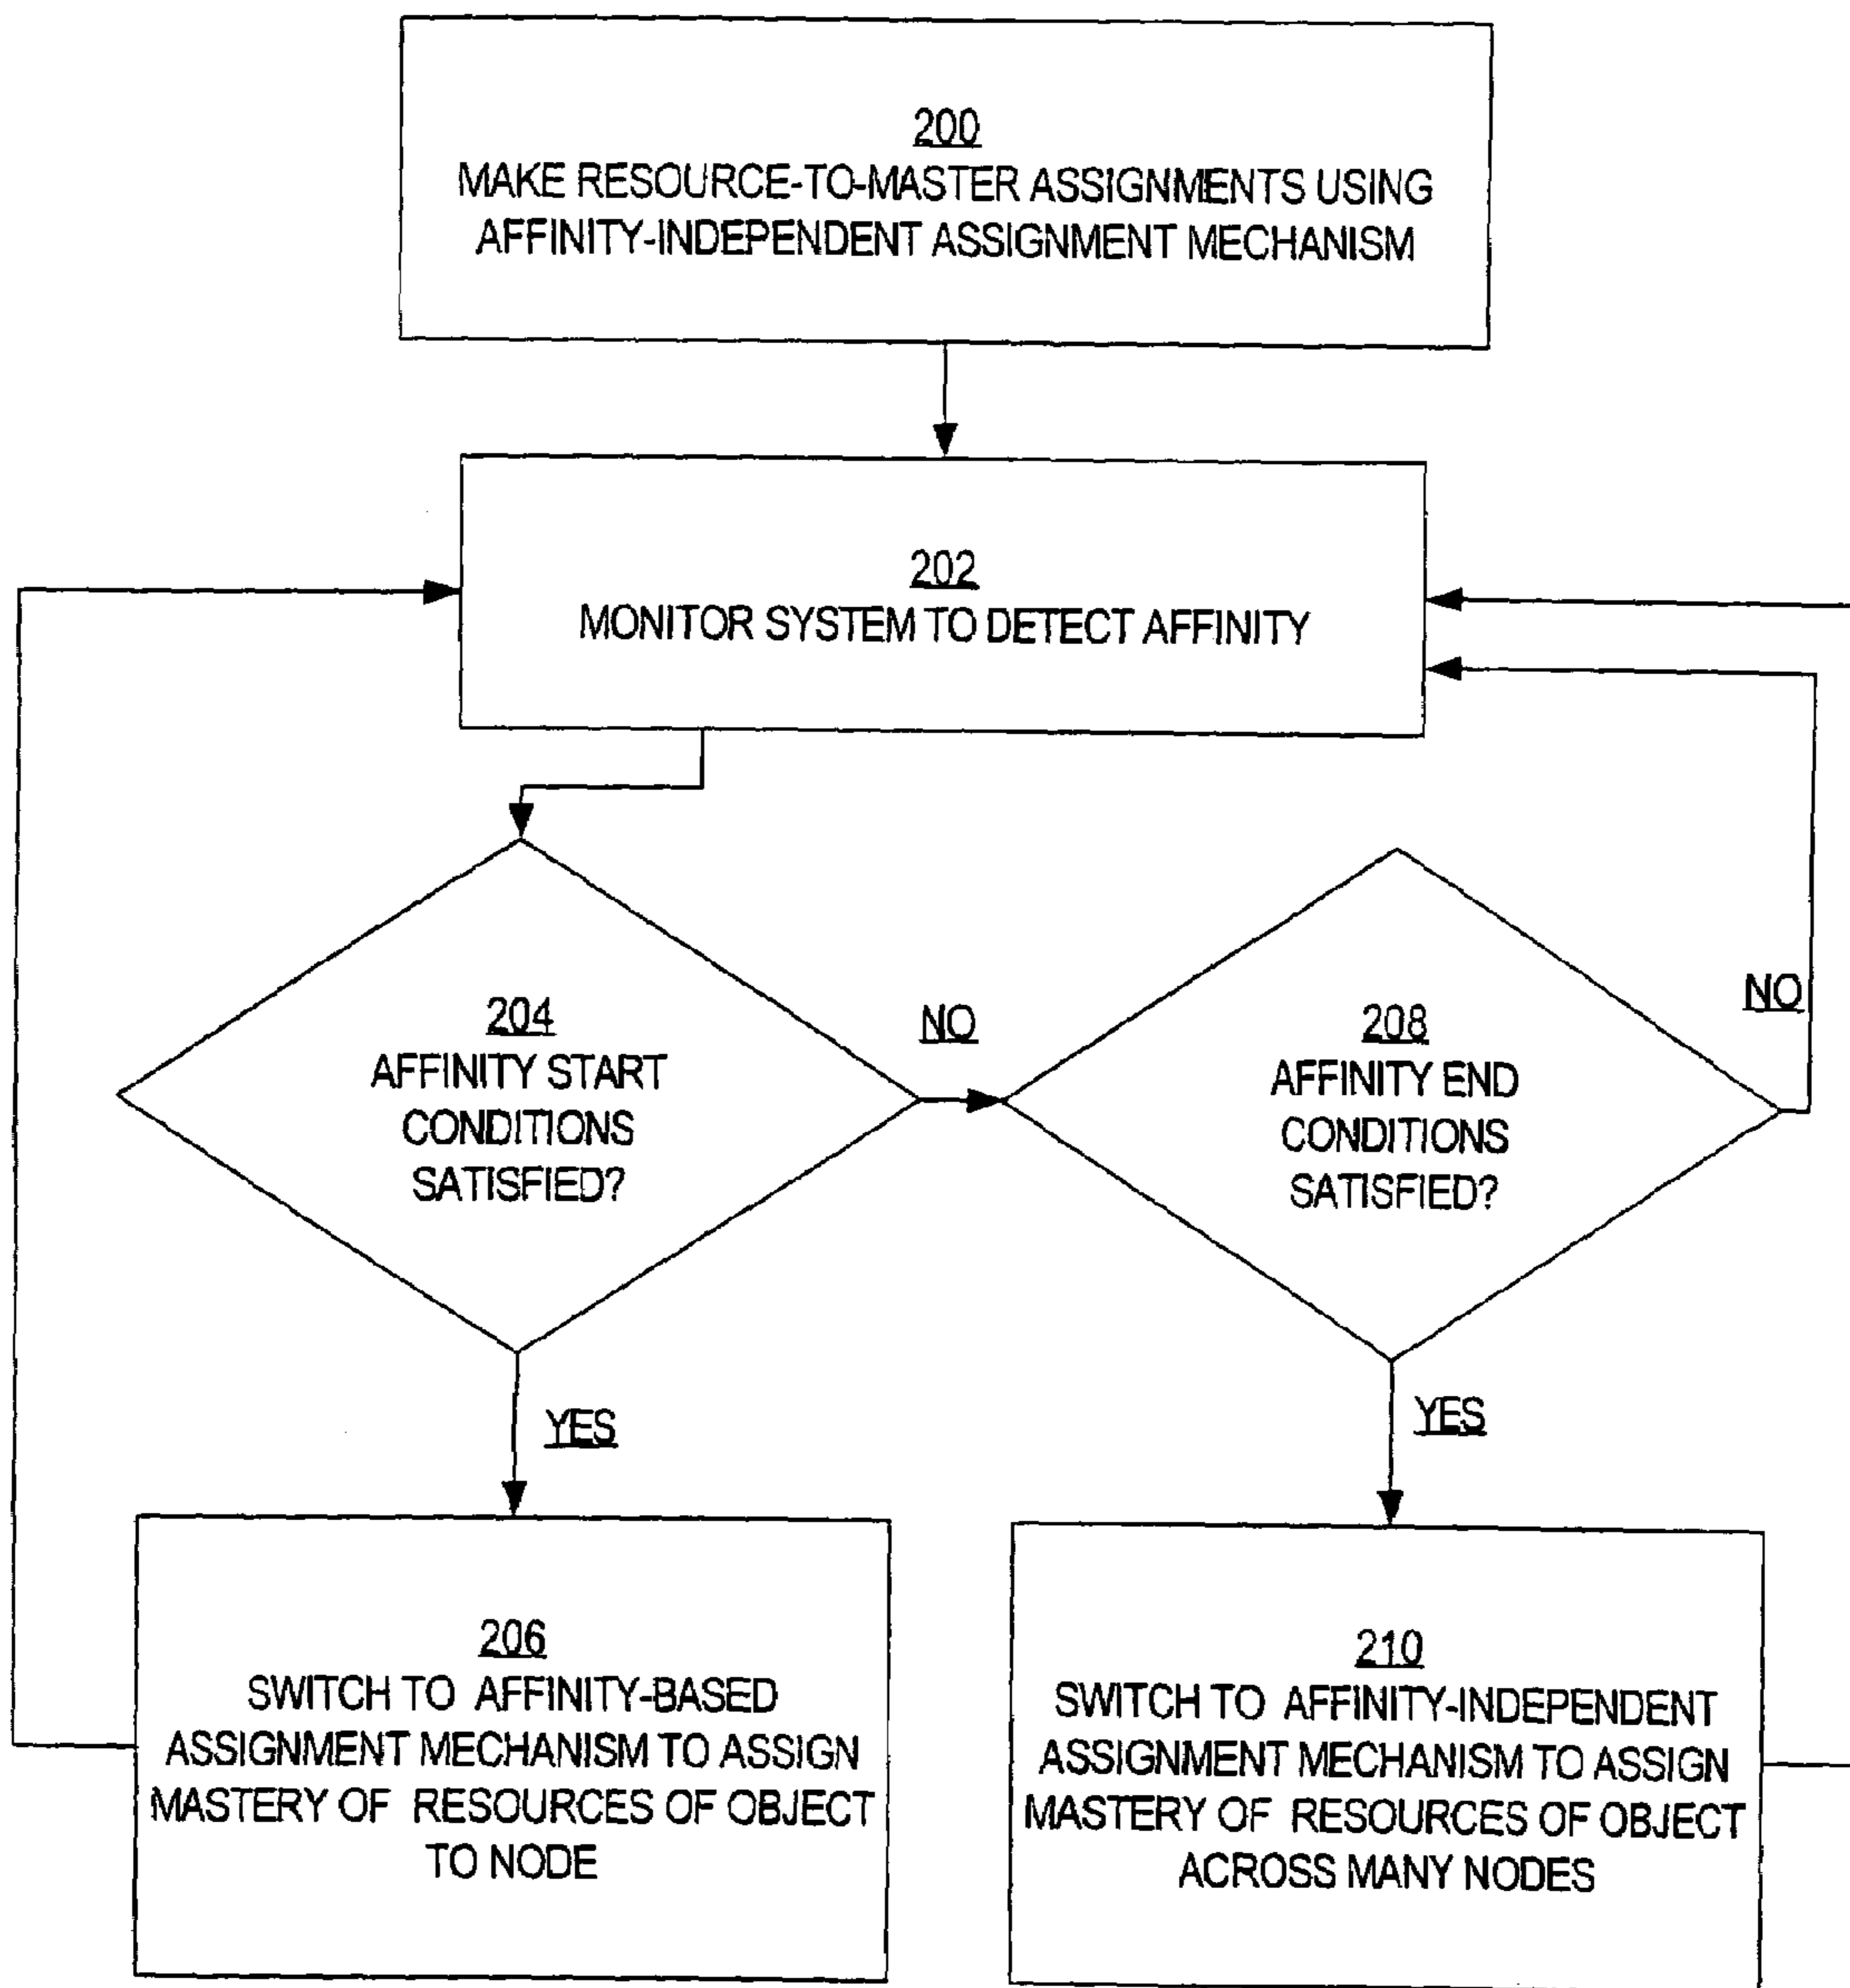 200
MAKE RESOURCE-TO-MASTER ASSIGNMENTS USING
AFFINITY-INDEPENDENT ASSIGNMENT MECHANISM
202
MONITOR SYSTEM TO DETECT AFFINITY
204
AFFINITY START
CONDITIONS
SATISFIED?
NO
208
AFFINITY END
CONDITIONS
SATISFIED?
NO
YES
YES
206
SWITCH TO AFFINITY-BASED
ASSIGNMENT MECHANISM TO ASSIGN
MASTERY OF RESOURCES OF OBJECT
TO NODE
210
SWITCH TO AFFINITY-INDEPENDENT
ASSIGNMENT MECHANISM TO ASSIGN
MASTERY OF RESOURCES OF OBJECT
ACROSS MANY NODES